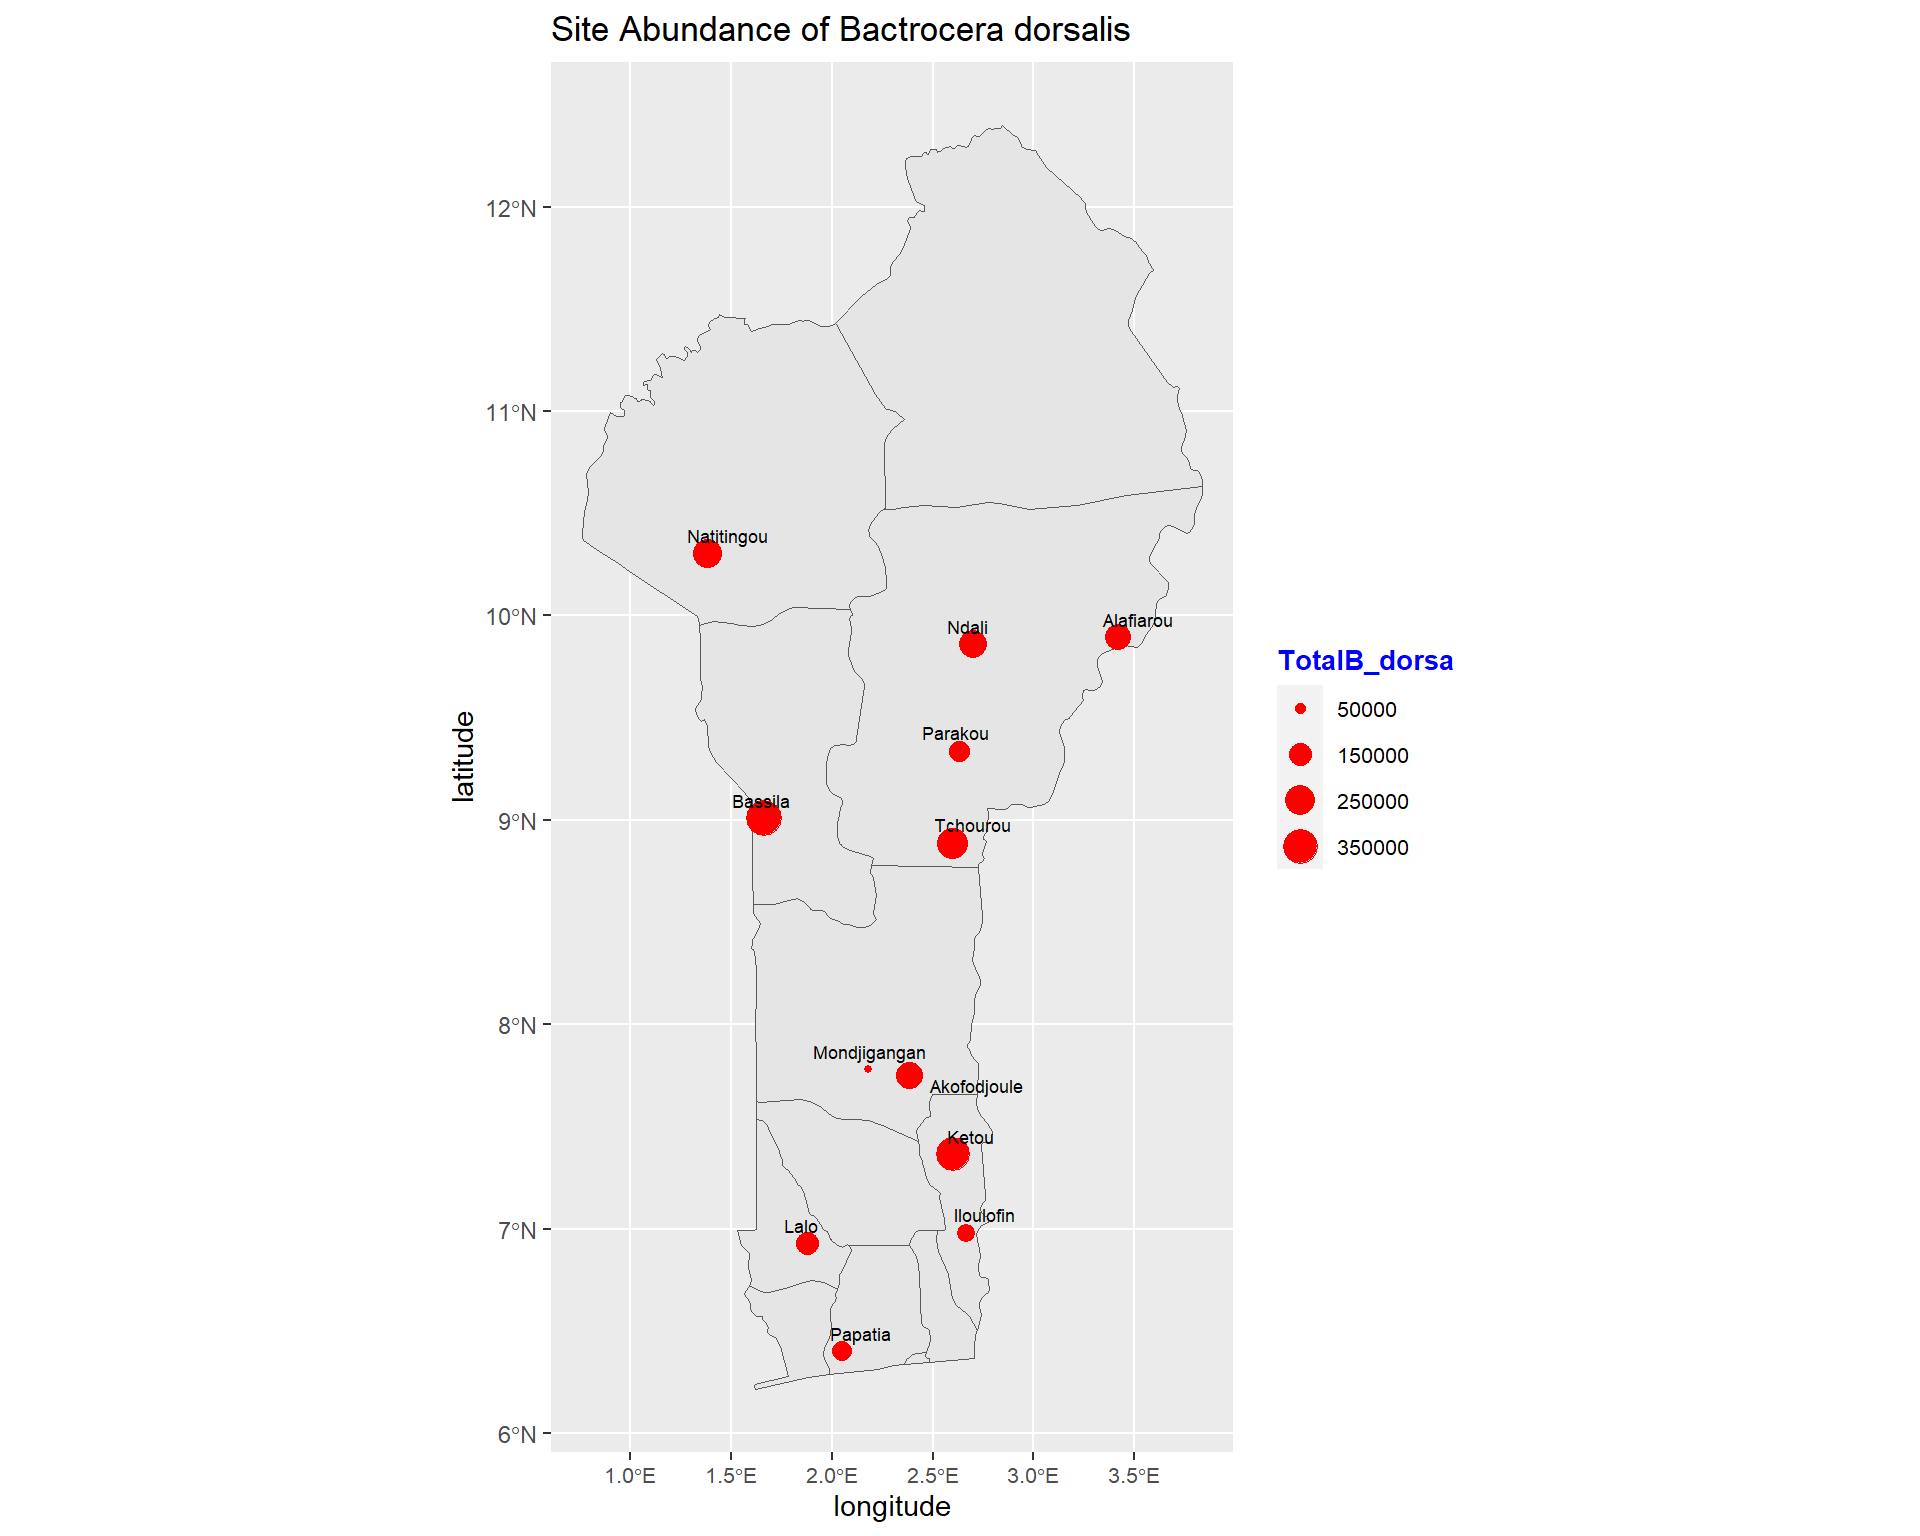 Site Abundance of Bactrocera dorsalis
12°N
11°N
10°N
9°N
8°N
7°N
6°N
latitude
Natitingou
Ndali
Alafiarou
Parakou
Bassila
Tchourou
Mondjigangan
Akofodjoule
Ketou
Iloulofin
Lalo
Papatia
1.0°E
1.5°E
2.0°E
2.5°E
3.0°E
3.5°E
longitude
TotalB_dorsa
50000
150000
250000
350000